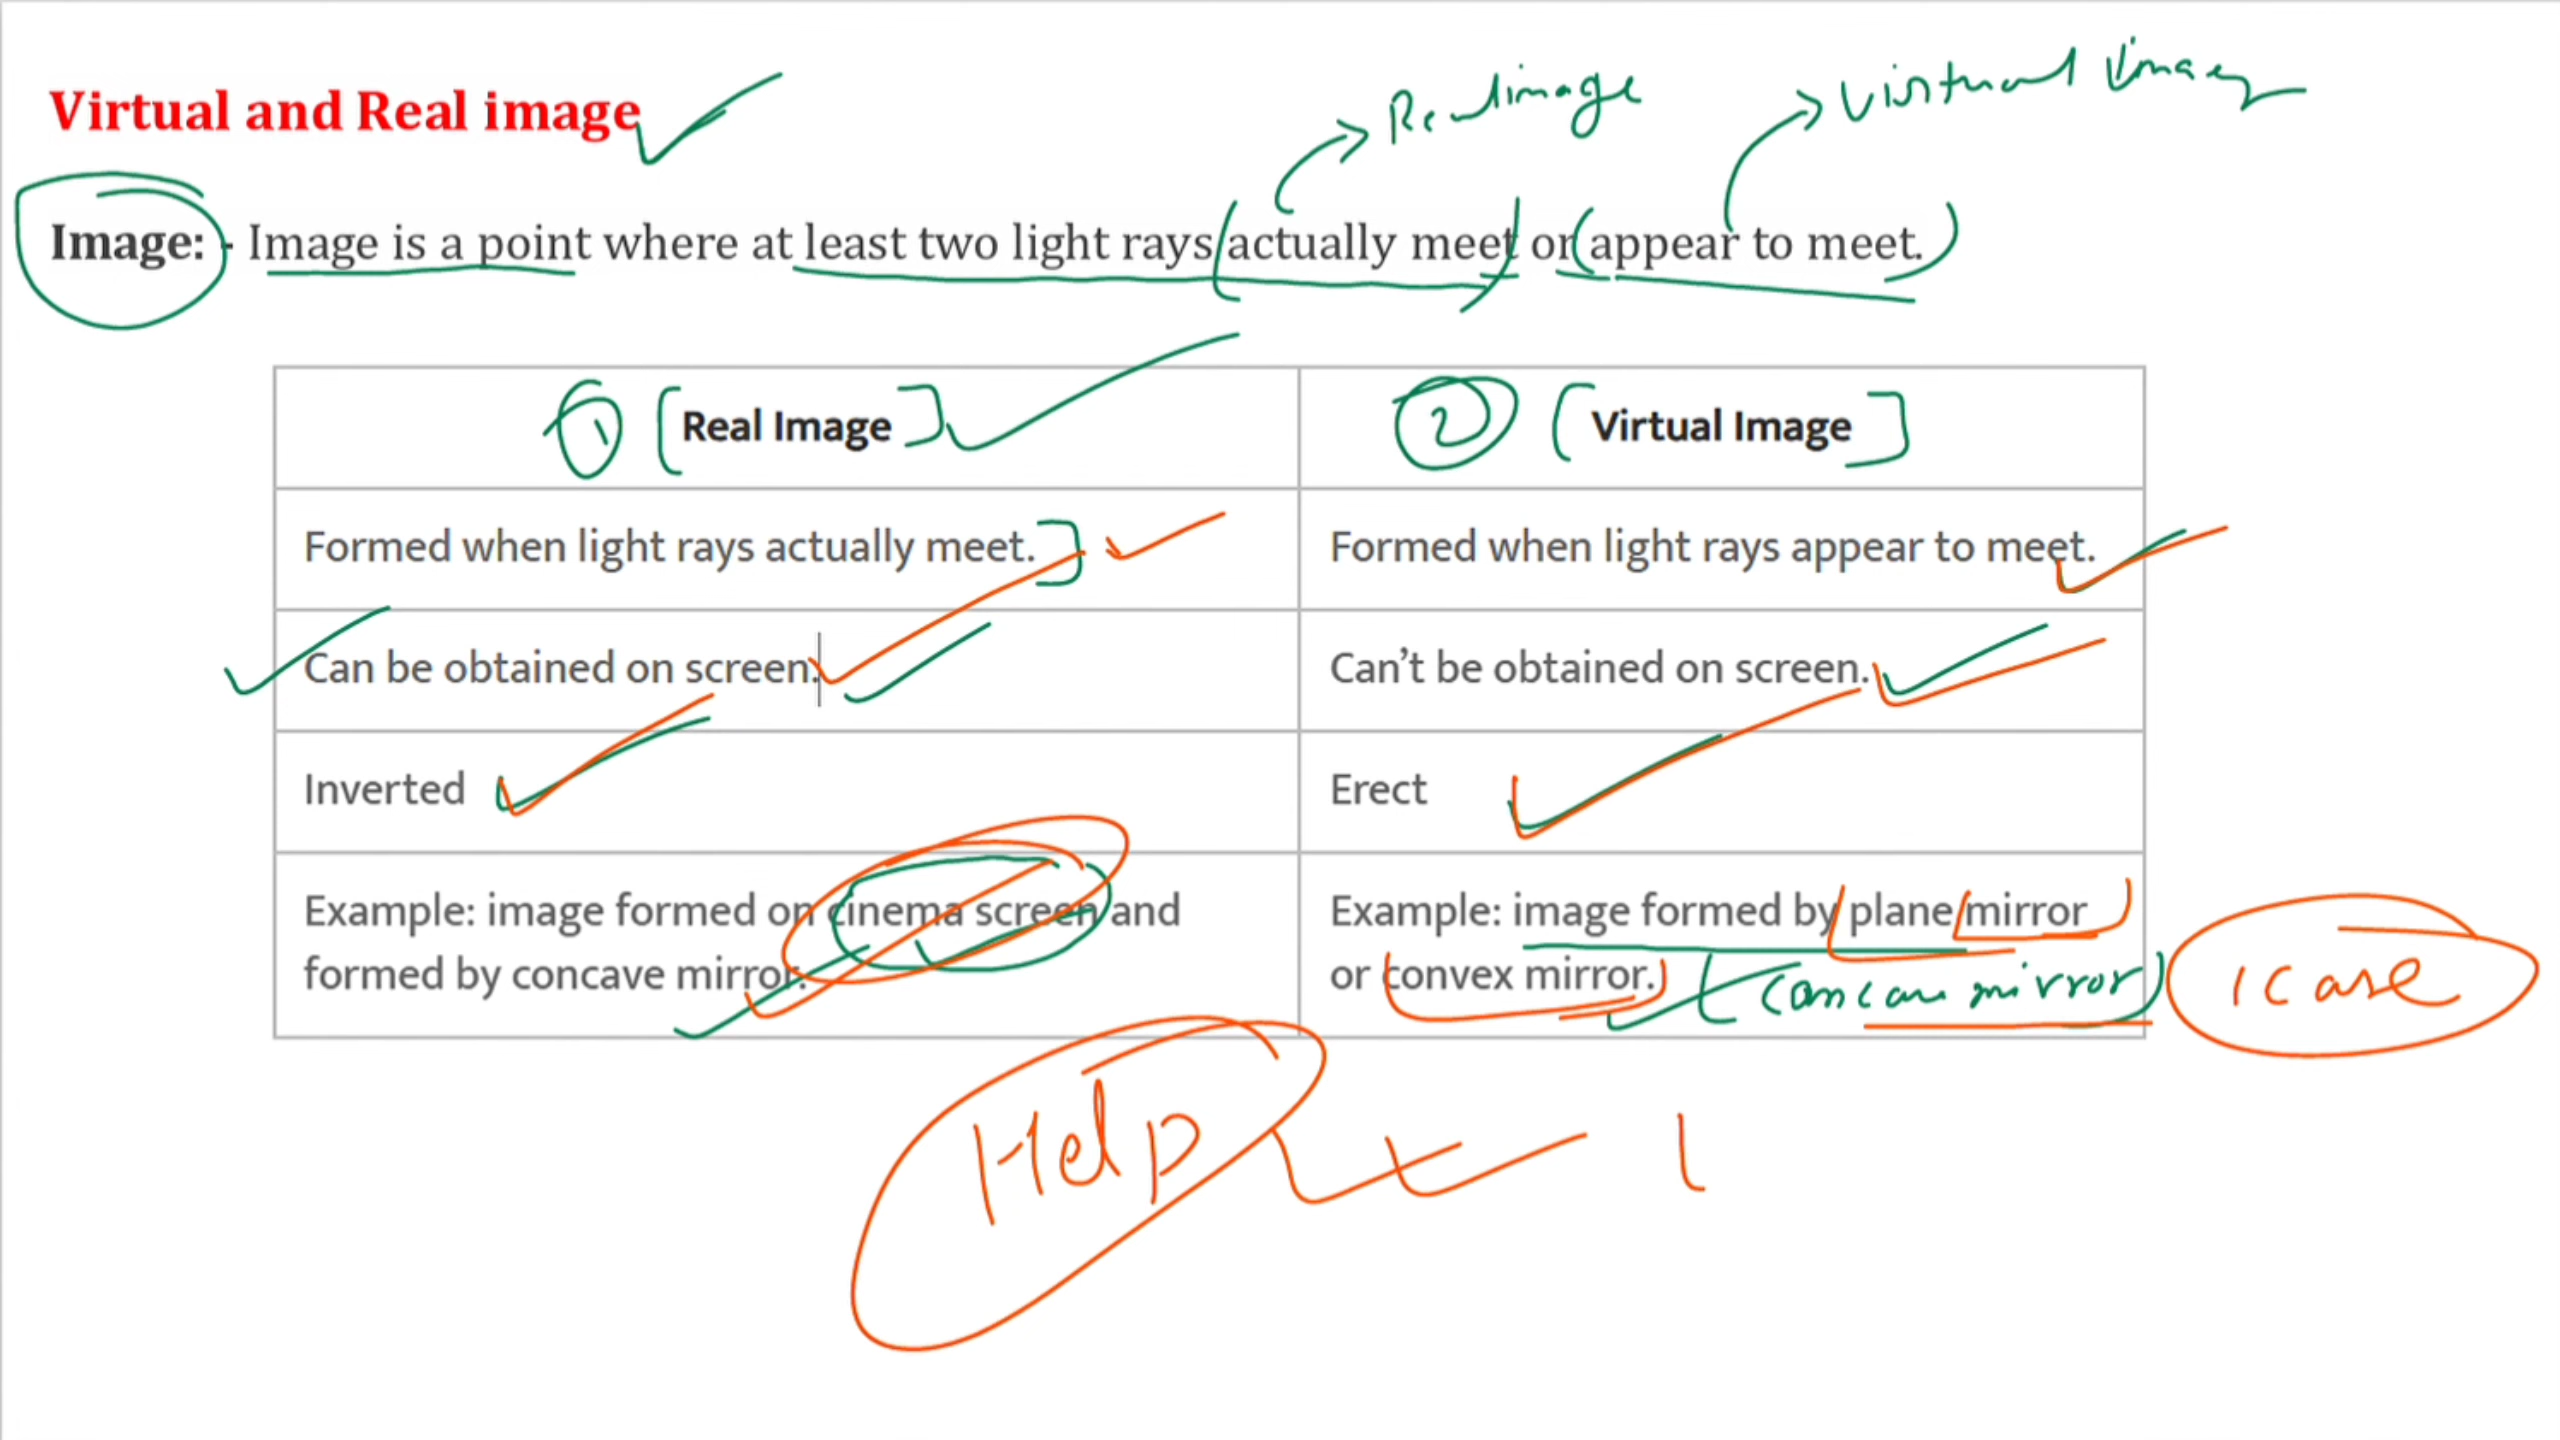 Virtual and Real image
Real image
Virtual Image
Image: - Image is a point where at least two light rays actually meet or appear to meet.
1 [Real Image]
2 [Virtual Image]
Formed when light rays actually meet.
Formed when light rays appear to meet.
Can be obtained on screen.
Can’t be obtained on screen.
Inverted
Erect
Example: image formed on cinema screen and
formed by concave mirror.
Example: image formed by plane mirror
or convex mirror.
mirror)
1 case
Help